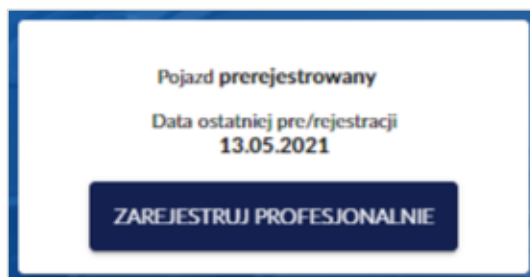 Pojazd prerejestrowany
Data ostatniej pre/rejestracji
13.05.2021
ZAREJESTRUJ PROFESJONALNIE